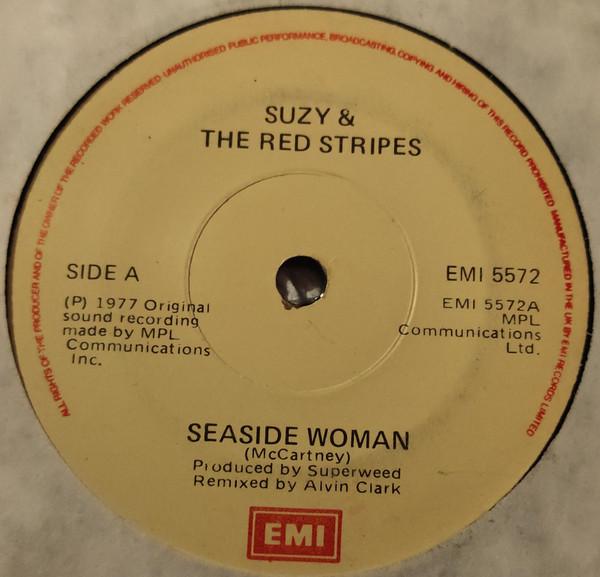 ALL RIGHTS OF THE PRODUCER AND OF THE OWNER OF THE RECORDED WORK RESERVED · UNAUTHORISED PUBLIC PERFORMANCE, BROADCASTING, COPYING AND HIRING OF THIS RECORD PROHIBITED MANUFACTURED IN THE UK BY EMI RECORDS LIMITED
SUZY &
THE RED STRIPES
SIDE A
(P) 1977 Original
sound recording
made by MPL
Communications
Inc.
EMI 5572
EMI 5572A
MPL
Communications
Ltd.
SEASIDE WOMAN
(McCartney)
Produced by Superweed
Remixed by Alvin Clark
EMI